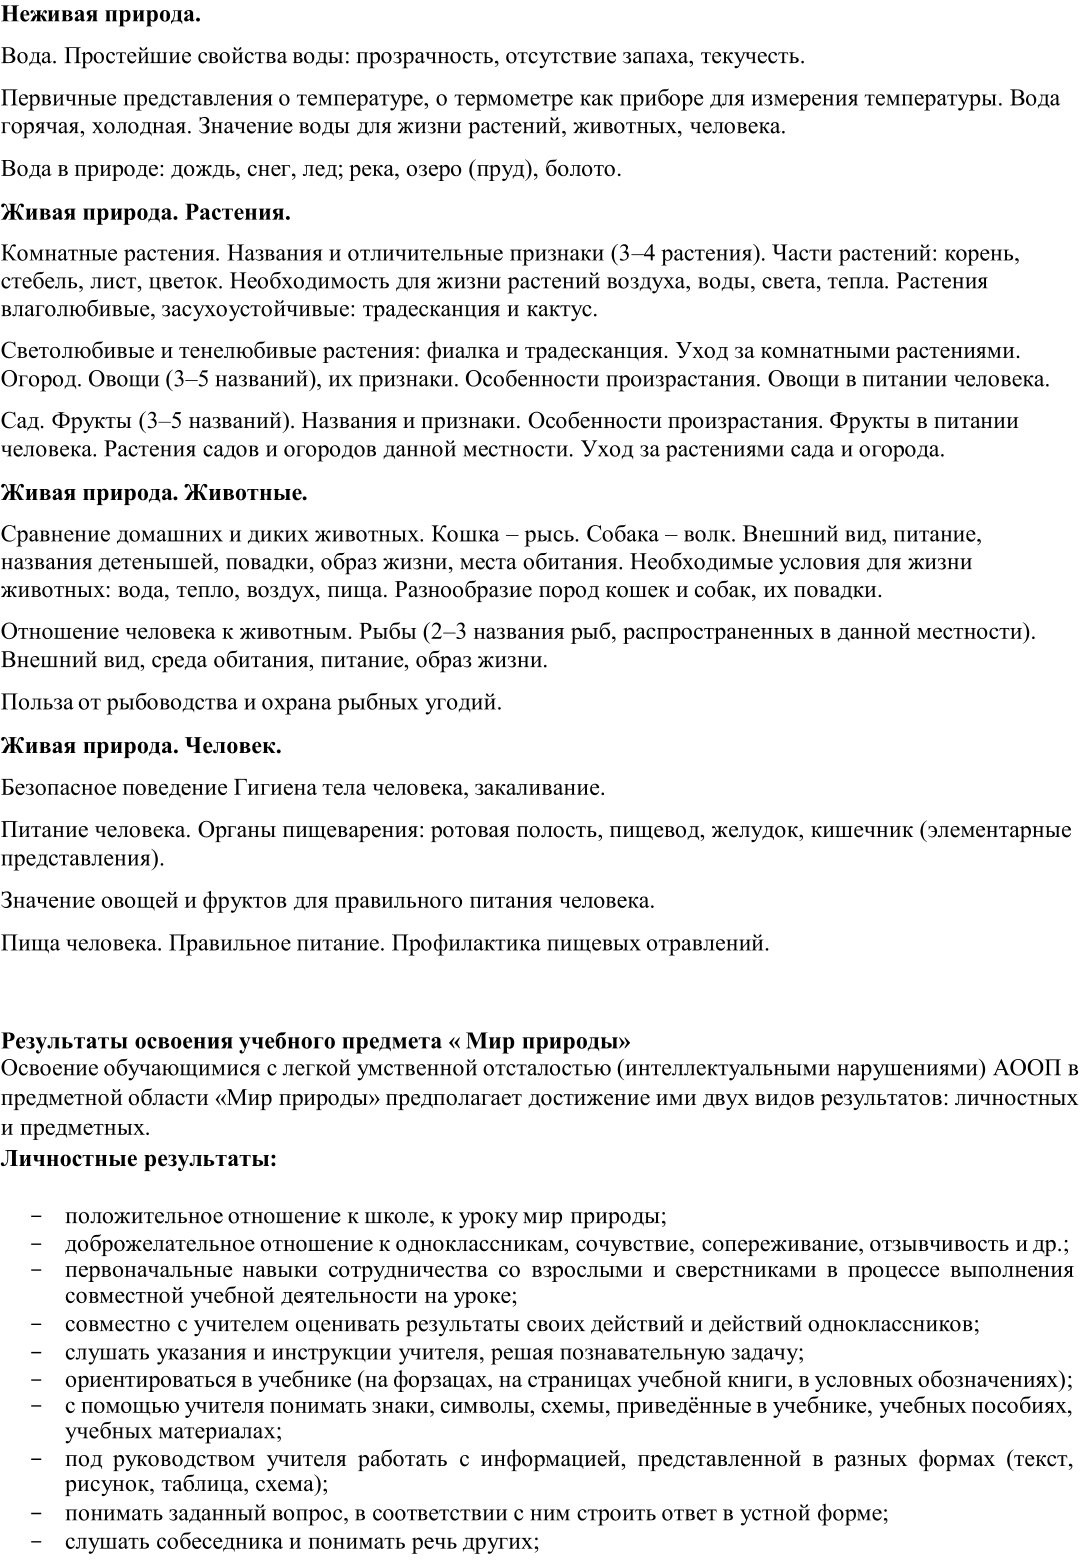 Неживая природа.
Вода. Простейшие свойства воды: прозрачность, отсутствие запаха, текучесть.
Первичные представления о температуре, о термометре как приборе для измерения температуры. Вода
горячая, холодная. Значение воды для жизни растений, животных, человека.
Вода в природе: дождь, снег, лед; река, озеро (пруд), болото.
Живая природа. Растения.
Комнатные растения. Названия и отличительные признаки (3–4 растения). Части растений: корень,
стебель, лист, цветок. Необходимость для жизни растений воздуха, воды, света, тепла. Растения
влаголюбивые, засухоустойчивые: традесканция и кактус.
Светолюбивые и тенелюбивые растения: фиалка и традесканция. Уход за комнатными растениями.
Огород. Овощи (3–5 названий), их признаки. Особенности произрастания. Овощи в питании человека.
Сад. Фрукты (3–5 названий). Названия и признаки. Особенности произрастания. Фрукты в питании
человека. Растения садов и огородов данной местности. Уход за растениями сада и огорода.
Живая природа. Животные.
Сравнение домашних и диких животных. Кошка – рысь. Собака – волк. Внешний вид, питание,
названия детенышей, повадки, образ жизни, места обитания. Необходимые условия для жизни
животных: вода, тепло, воздух, пища. Разнообразие пород кошек и собак, их повадки.
Отношение человека к животным. Рыбы (2–3 названия рыб, распространенных в данной местности).
Внешний вид, среда обитания, питание, образ жизни.
Польза от рыбоводства и охрана рыбных угодий.
Живая природа. Человек.
Безопасное поведение Гигиена тела человека, закаливание.
Питание человека. Органы пищеварения: ротовая полость, пищевод, желудок, кишечник (элементарные
представления).
Значение овощей и фруктов для правильного питания человека.
Пища человека. Правильное питание. Профилактика пищевых отравлений.
Результаты освоения учебного предмета « Мир природы»
Освоение обучающимися с легкой умственной отсталостью (интеллектуальными нарушениями) АООП в
предметной области «Мир природы» предполагает достижение ими двух видов результатов: личностных
и предметных.
Личностные результаты:
− положительное отношение к школе, к уроку мир природы;
− доброжелательное отношение к одноклассникам, сочувствие, сопереживание, отзывчивость и др.;
− первоначальные навыки сотрудничества со взрослыми и сверстниками в процессе выполнения
совместной учебной деятельности на уроке;
− совместно с учителем оценивать результаты своих действий и действий одноклассников;
− слушать указания и инструкции учителя, решая познавательную задачу;
− ориентироваться в учебнике (на форзацах, на страницах учебной книги, в условных обозначениях);
− с помощью учителя понимать знаки, символы, схемы, приведённые в учебнике, учебных пособиях,
учебных материалах;
− под руководством учителя работать с информацией, представленной в разных формах (текст,
рисунок, таблица, схема);
− понимать заданный вопрос, в соответствии с ним строить ответ в устной форме;
− слушать собеседника и понимать речь других;